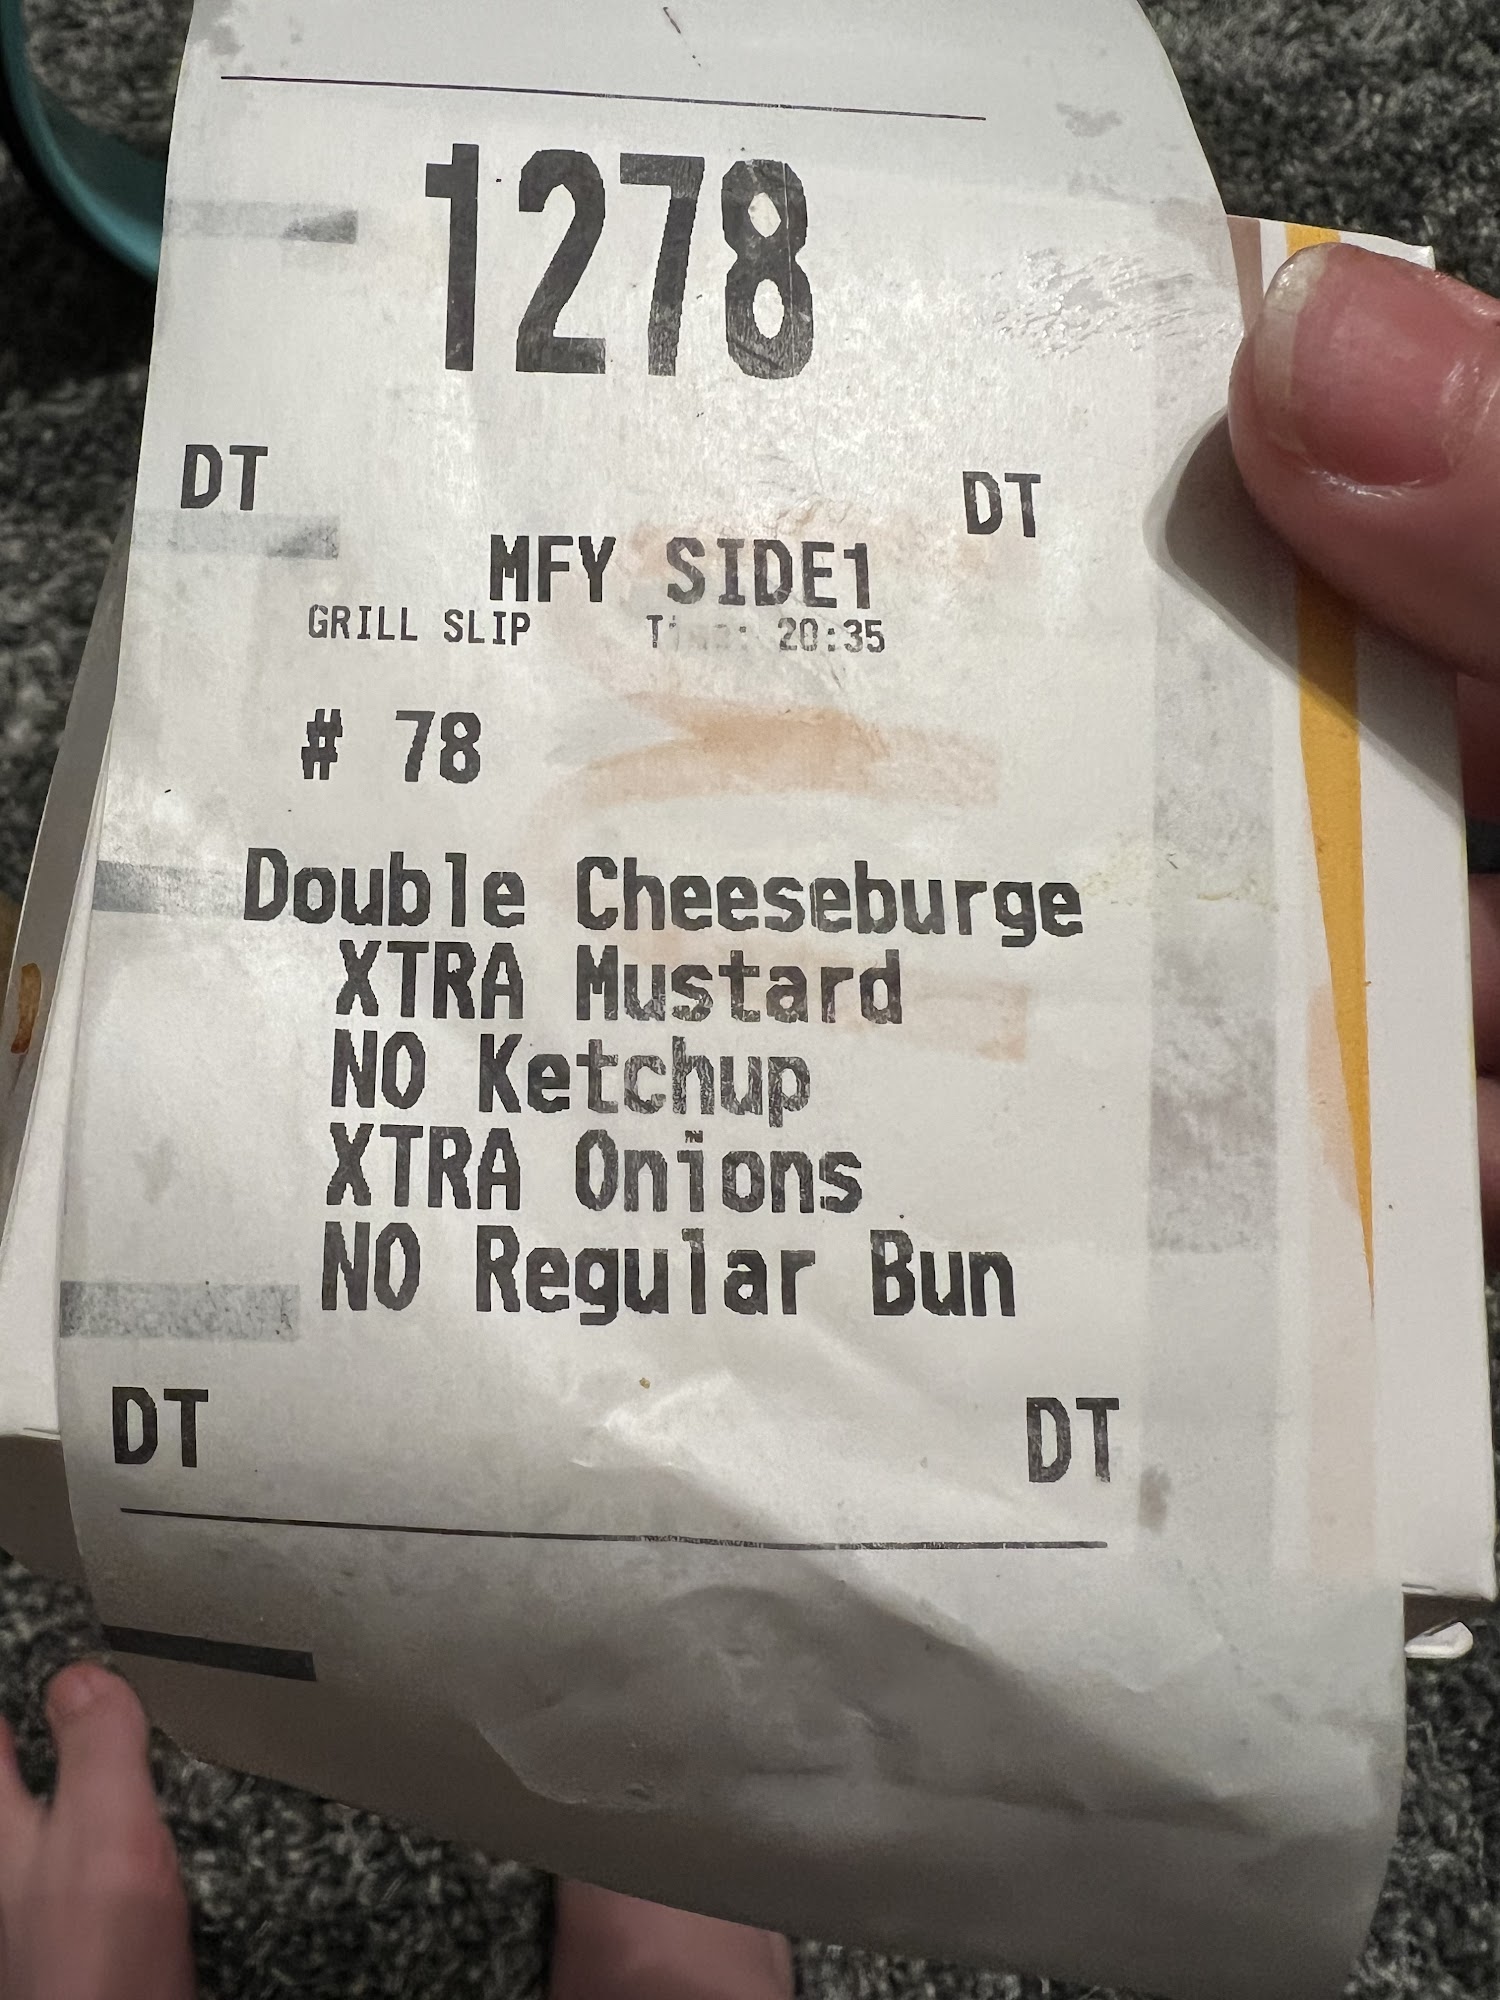 1278
DT DT
MFY SIDE1
GRILL SLIP Time: 20:35
# 78
Double Cheeseburge
XTRA Mustard
NO Ketchup
XTRA Onions
NO Regular Bun
DT DT